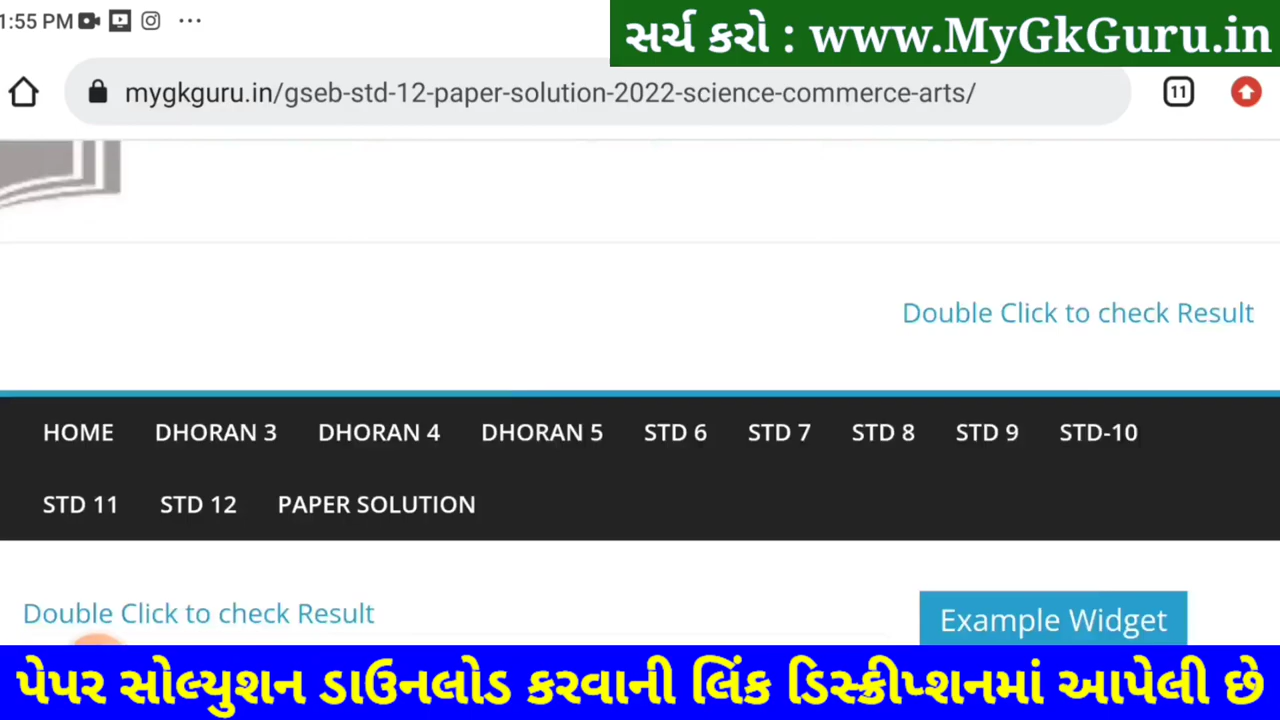 1:55 PM
સર્ચ કરો : www.MyGkGuru.in
mygkguru.in/gseb-std-12-paper-solution-2022-science-commerce-arts/
11
Double Click to check Result
HOME DHORAN 3 DHORAN 4 DHORAN 5 STD 6 STD 7 STD 8 STD 9 STD-10
STD 11 STD 12 PAPER SOLUTION
Double Click to check Result
Example Widget
પેપર સોલ્યુશન ડાઉનલોડ કરવાની લિંક ડિસ્ક્રીપ્શનમાં આપેલી છે